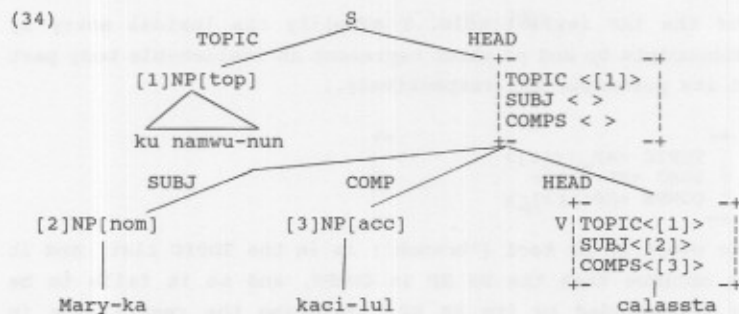 (34)
S
TOPIC HEAD
[1]NP[top] TOPIC <[1]>
SUBJ < >
COMPS < >
ku namwu-nun
SUBJ COMP HEAD
[2]NP[nom] [3]NP[acc] V TOPIC<[1]>
SUBJ<[2]>
COMPS<[3]>
Mary-ka kaci-lul calassta